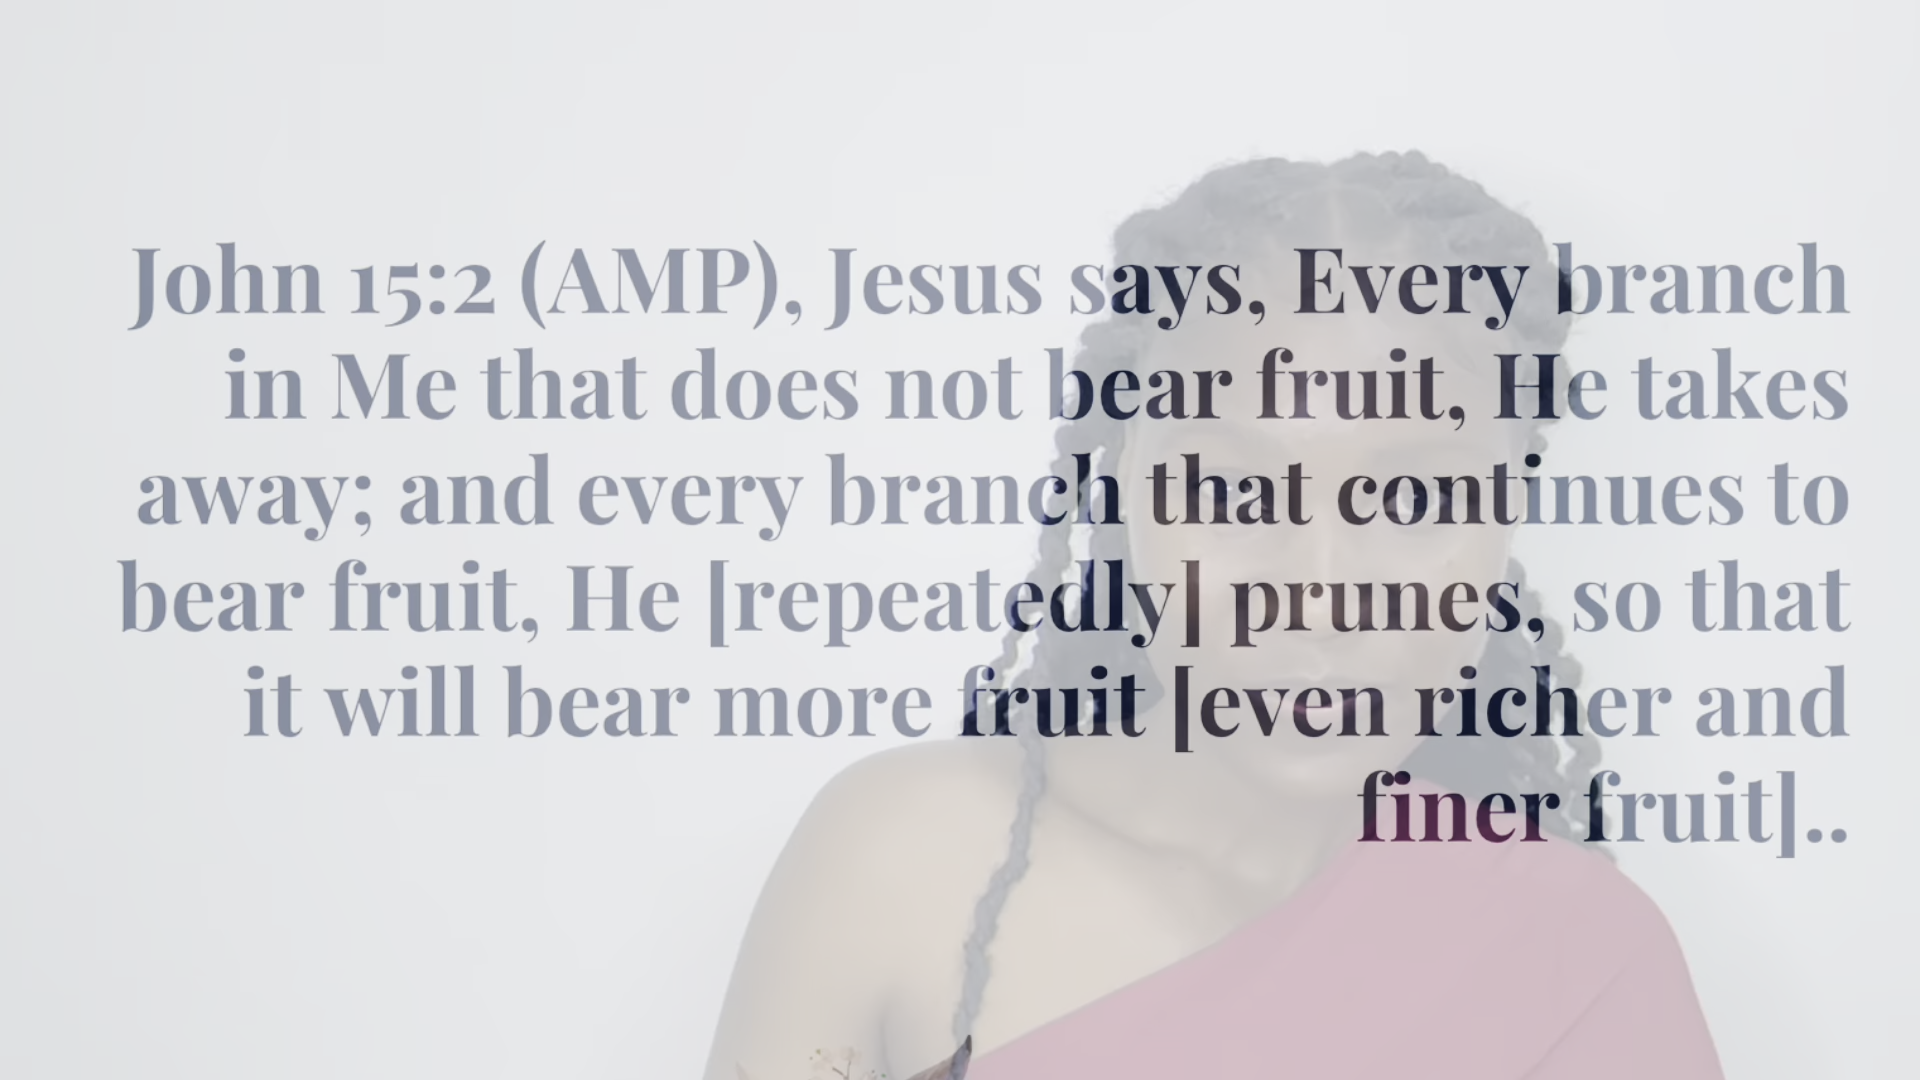 John 15:2 (AMP), Jesus says, Every branch
in Me that does not bear fruit, He takes
away; and every branch that continues to
bear fruit, He [repeatedly] prunes, so that
it will bear more fruit [even richer and
finer fruit]..